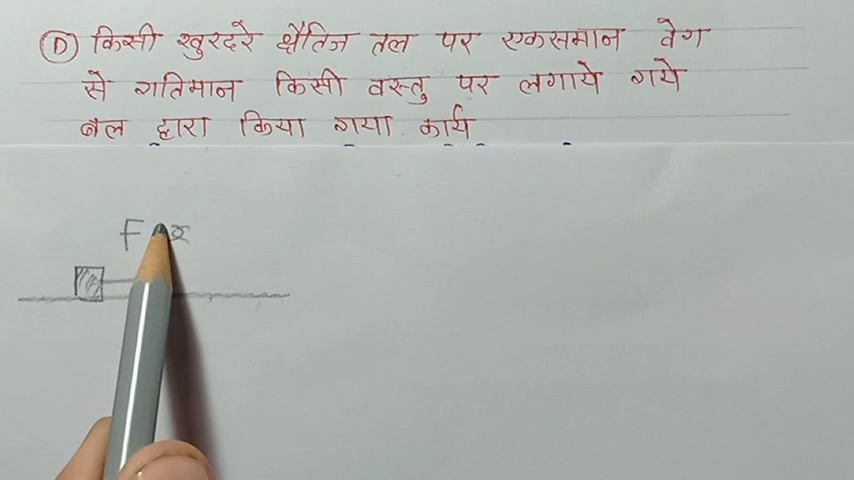 (D) किसी खुरदरे क्षैतिज तल पर एकसमान वेग
से गतिमान किसी वस्तु पर लगाये गये
बल द्वारा किया गया कार्य
F x